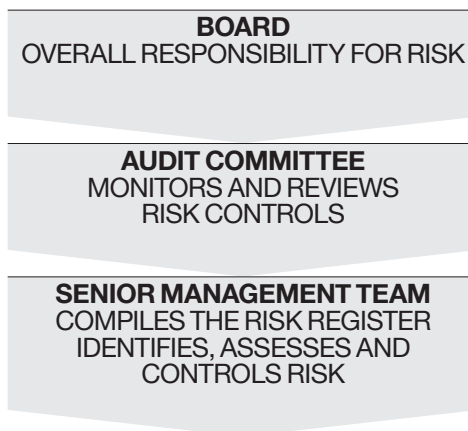 BOARD
OVERALL RESPONSIBILITY FOR RISK
AUDIT COMMITTEE
MONITORS AND REVIEWS
RISK CONTROLS
SENIOR MANAGEMENT TEAM
COMPILES THE RISK REGISTER
IDENTIFIES, ASSESSES AND
CONTROLS RISK